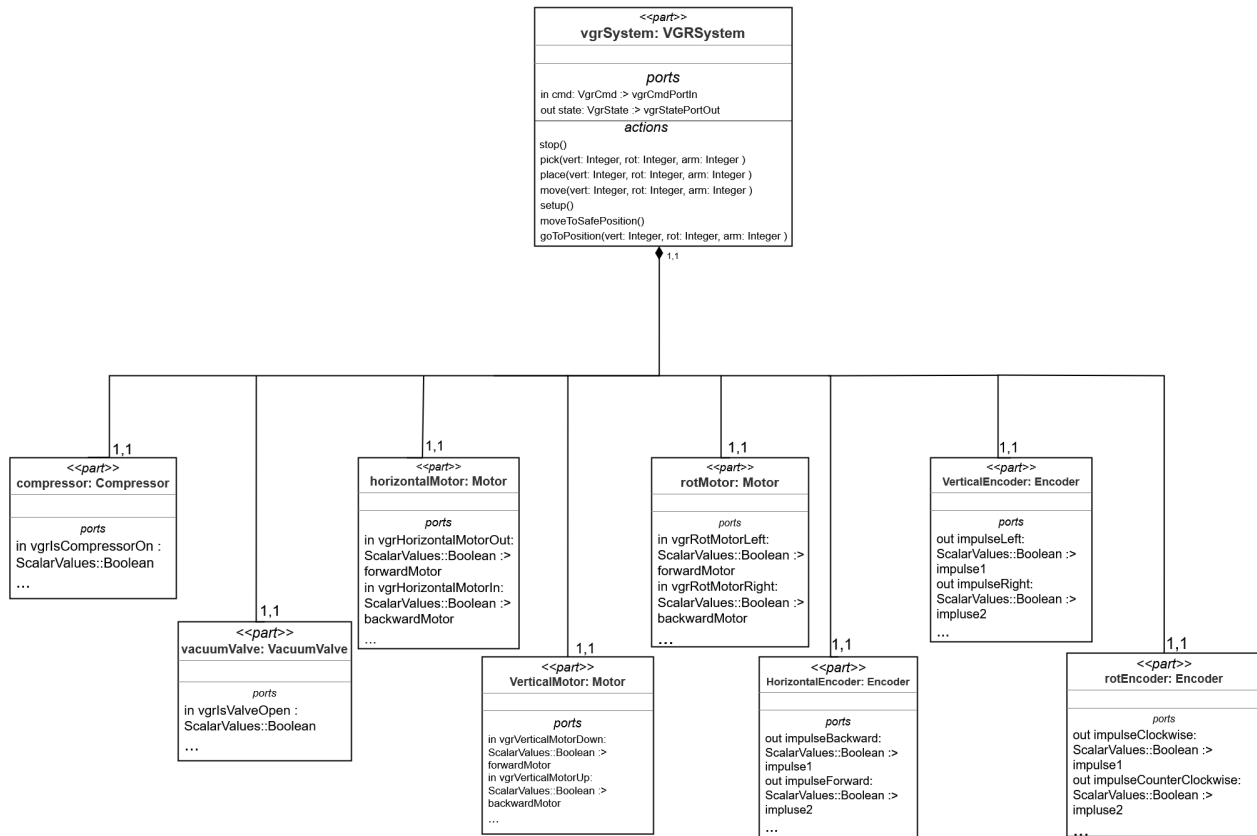 <<part>>
vgrSystem: VGRSystem
ports
in cmd: VgrCmd :> vgrCmdPortIn
out state: VgrState :> vgrStatePortOut
actions
stop()
pick(vert: Integer, rot: Integer, arm: Integer )
place(vert: Integer, rot: Integer, arm: Integer )
move(vert: Integer, rot: Integer, arm: Integer )
setup()
moveToSafePosition()
goToPosition(vert: Integer, rot: Integer, arm: Integer )
1,1
1,1
<<part>>
compressor: Compressor
ports
in vgrIsCompressorOn :
ScalarValues::Boolean
...
1,1
<<part>>
vacuumValve: VacuumValve
ports
in vgrIsValveOpen :
ScalarValues::Boolean
...
1,1
<<part>>
horizontalMotor: Motor
ports
in vgrHorizontalMotorOut:
ScalarValues::Boolean :>
forwardMotor
in vgrHorizontalMotorIn:
ScalarValues::Boolean :>
backwardMotor
...
1,1
<<part>>
VerticalMotor: Motor
ports
in vgrVerticalMotorDown:
ScalarValues::Boolean :>
forwardMotor
in vgrVerticalMotorUp:
ScalarValues::Boolean :>
backwardMotor
...
1,1
<<part>>
rotMotor: Motor
ports
in vgrRotMotorLeft:
ScalarValues::Boolean :>
forwardMotor
in vgrRotMotorRight:
ScalarValues::Boolean :>
backwardMotor
...
1,1
<<part>>
HorizontalEncoder: Encoder
ports
out impulseBackward:
ScalarValues::Boolean :>
impulse1
out impulseForward:
ScalarValues::Boolean :>
impluse2
...
1,1
<<part>>
VerticalEncoder: Encoder
ports
out impulseLeft:
ScalarValues::Boolean :>
impulse1
out impulseRight:
ScalarValues::Boolean :>
impluse2
...
1,1
<<part>>
rotEncoder: Encoder
ports
out impulseClockwise:
ScalarValues::Boolean :>
impulse1
out impulseCounterClockwise:
ScalarValues::Boolean :>
impluse2
...